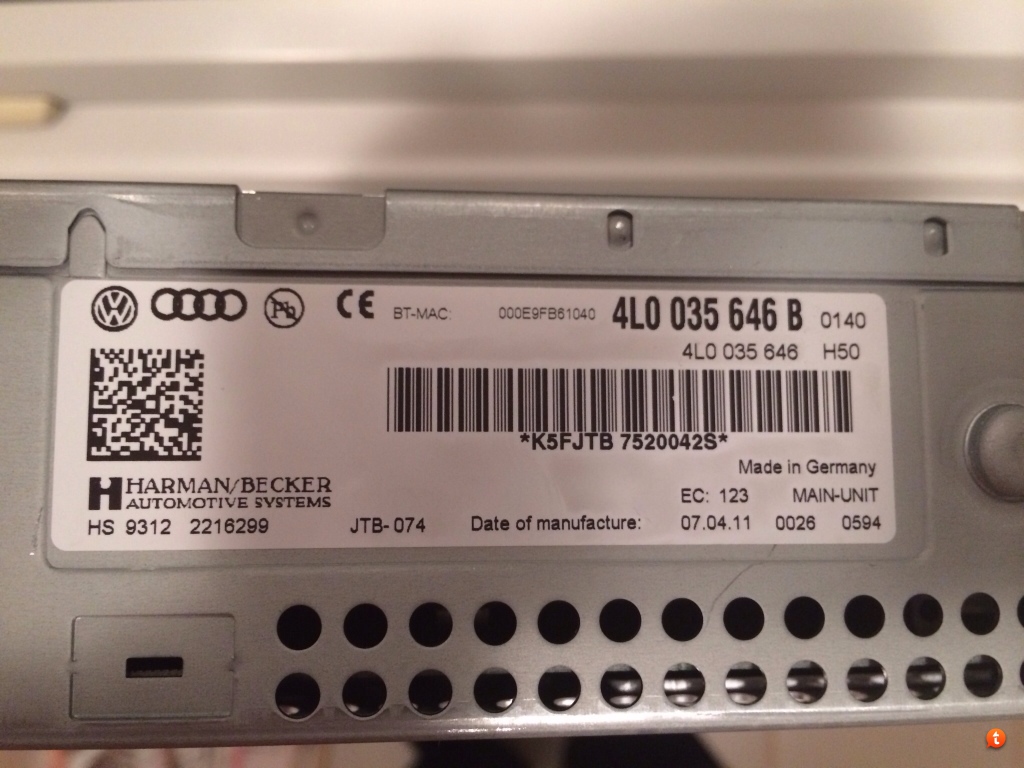 Pb CE BT-MAC: 000E9FB61040 4L0 035 646 B 0140
4L0 035 646 H50
*K5FJTB 7520042S*
Made in Germany
EC: 123 MAIN-UNIT
HARMAN/BECKER
AUTOMOTIVE SYSTEMS
HS 9312 2216299 JTB-074 Date of manufacture: 07.04.11 0026 0594